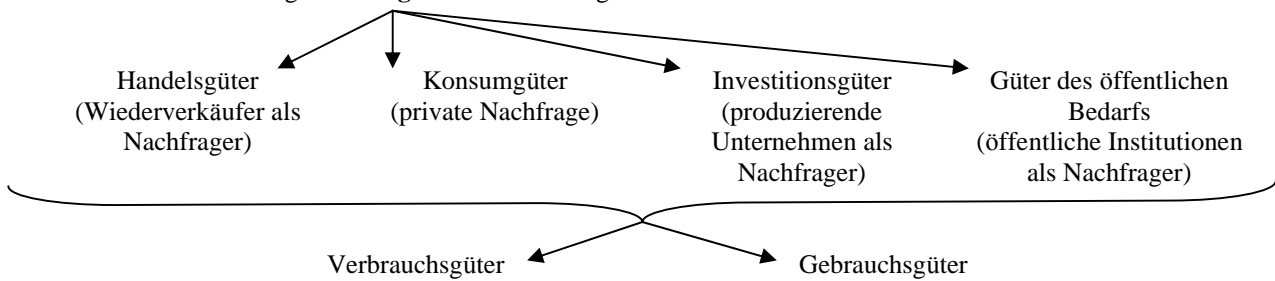 Handelsgüter
(Wiederverkäufer als
Nachfrager)
Konsumgüter
(private Nachfrage)
Investitionsgüter
(produzierende
Unternehmen als
Nachfrager)
Güter des öffentlichen
Bedarfs
(öffentliche Institutionen
als Nachfrager)
Verbrauchsgüter
Gebrauchsgüter